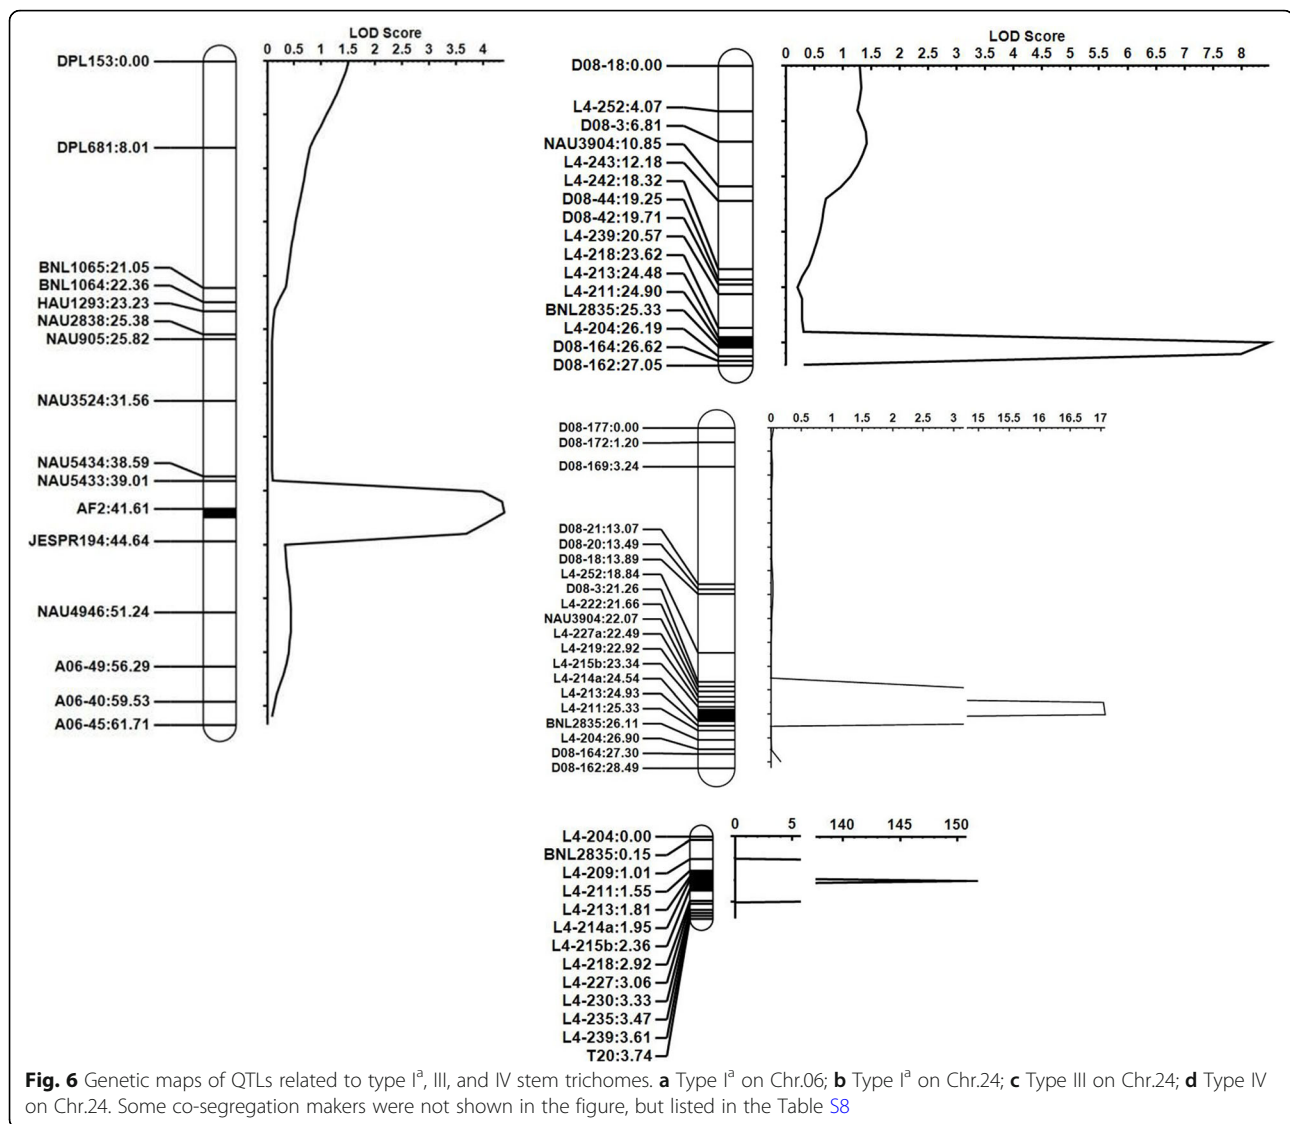 LOD Score
0 0.5 1 1.5 2 2.5 3 3.5 4
DPL153:0.00
DPL681:8.01
BNL1065:21.05
BNL1064:22.36
HAU1293:23.23
NAU2838:25.38
NAU905:25.82
NAU3524:31.56
NAU5434:38.59
NAU5433:39.01
AF2:41.61
JESPR194:44.64
NAU4946:51.24
A06-49:56.29
A06-40:59.53
A06-45:61.71
LOD Score
0 0.5 1 1.5 2 2.5 3 3.5 4 4.5 5 5.5 6 6.5 7 7.5 8
D08-18:0.00
L4-252:4.07
D08-3:6.81
NAU3904:10.85
L4-243:12.18
L4-242:18.32
D08-44:19.25
D08-42:19.71
L4-239:20.57
L4-218:23.62
L4-213:24.48
L4-211:24.90
BNL2835:25.33
L4-204:26.19
D08-164:26.62
D08-162:27.05
0 0.5 1 1.5 2 2.5 3 15 15.5 16 16.5 17
D08-177:0.00
D08-172:1.20
D08-169:3.24
D08-21:13.07
D08-20:13.49
D08-18:13.89
L4-252:18.84
D08-3:21.26
L4-222:21.66
NAU3904:22.07
L4-227a:22.49
L4-219:22.92
L4-215b:23.34
L4-214a:24.54
L4-213:24.93
L4-211:25.33
BNL2835:26.11
L4-204:26.90
D08-164:27.30
D08-162:28.49
0 5 140 145 150
L4-204:0.00
BNL2835:0.15
L4-209:1.01
L4-211:1.55
L4-213:1.81
L4-214a:1.95
L4-215b:2.36
L4-218:2.92
L4-227:3.06
L4-230:3.33
L4-235:3.47
L4-239:3.61
T20:3.74
Fig. 6 Genetic maps of QTLs related to type Iª, III, and IV stem trichomes. a Type Iª on Chr.06; b Type Iª on Chr.24; c Type III on Chr.24; d Type IV
on Chr.24. Some co-segregation makers were not shown in the figure, but listed in the Table S8